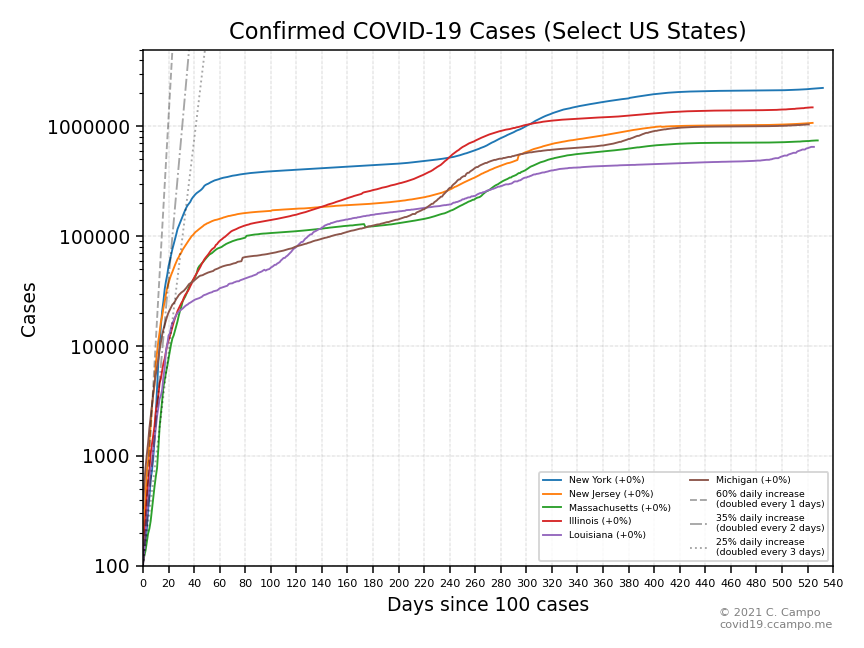 Confirmed COVID-19 Cases (Select US States)
1000000
100000
10000
1000
100
Cases
New York (+0%)
New Jersey (+0%)
Massachusetts (+0%)
Illinois (+0%)
Louisiana (+0%)
Michigan (+0%)
60% daily increase
(doubled every 1 days)
35% daily increase
(doubled every 2 days)
25% daily increase
(doubled every 3 days)
0 20 40 60 80 100 120 140 160 180 200 220 240 260 280 300 320 340 360 380 400 420 440 460 480 500 520 540
Days since 100 cases
© 2021 C. Campo
covid19.ccampo.me